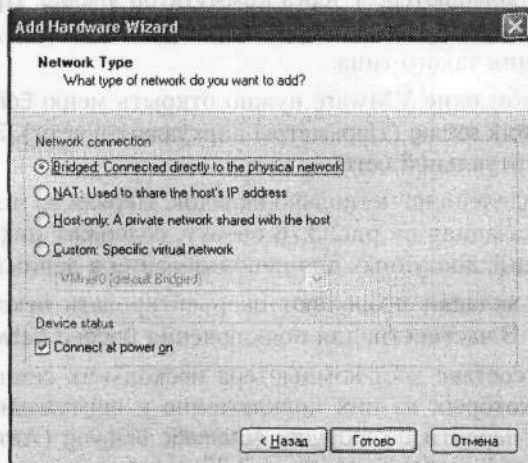 Add Hardware Wizard
Network Type
What type of network do you want to add?
Network connection
Bridged: Connected directly to the physical network
NAT: Used to share the host's IP address
Host-only: A private network shared with the host
Custom: Specific virtual network
VMnet0 (default Bridged)
Device status
Connect at power on
< Назад
Готово
Отмена